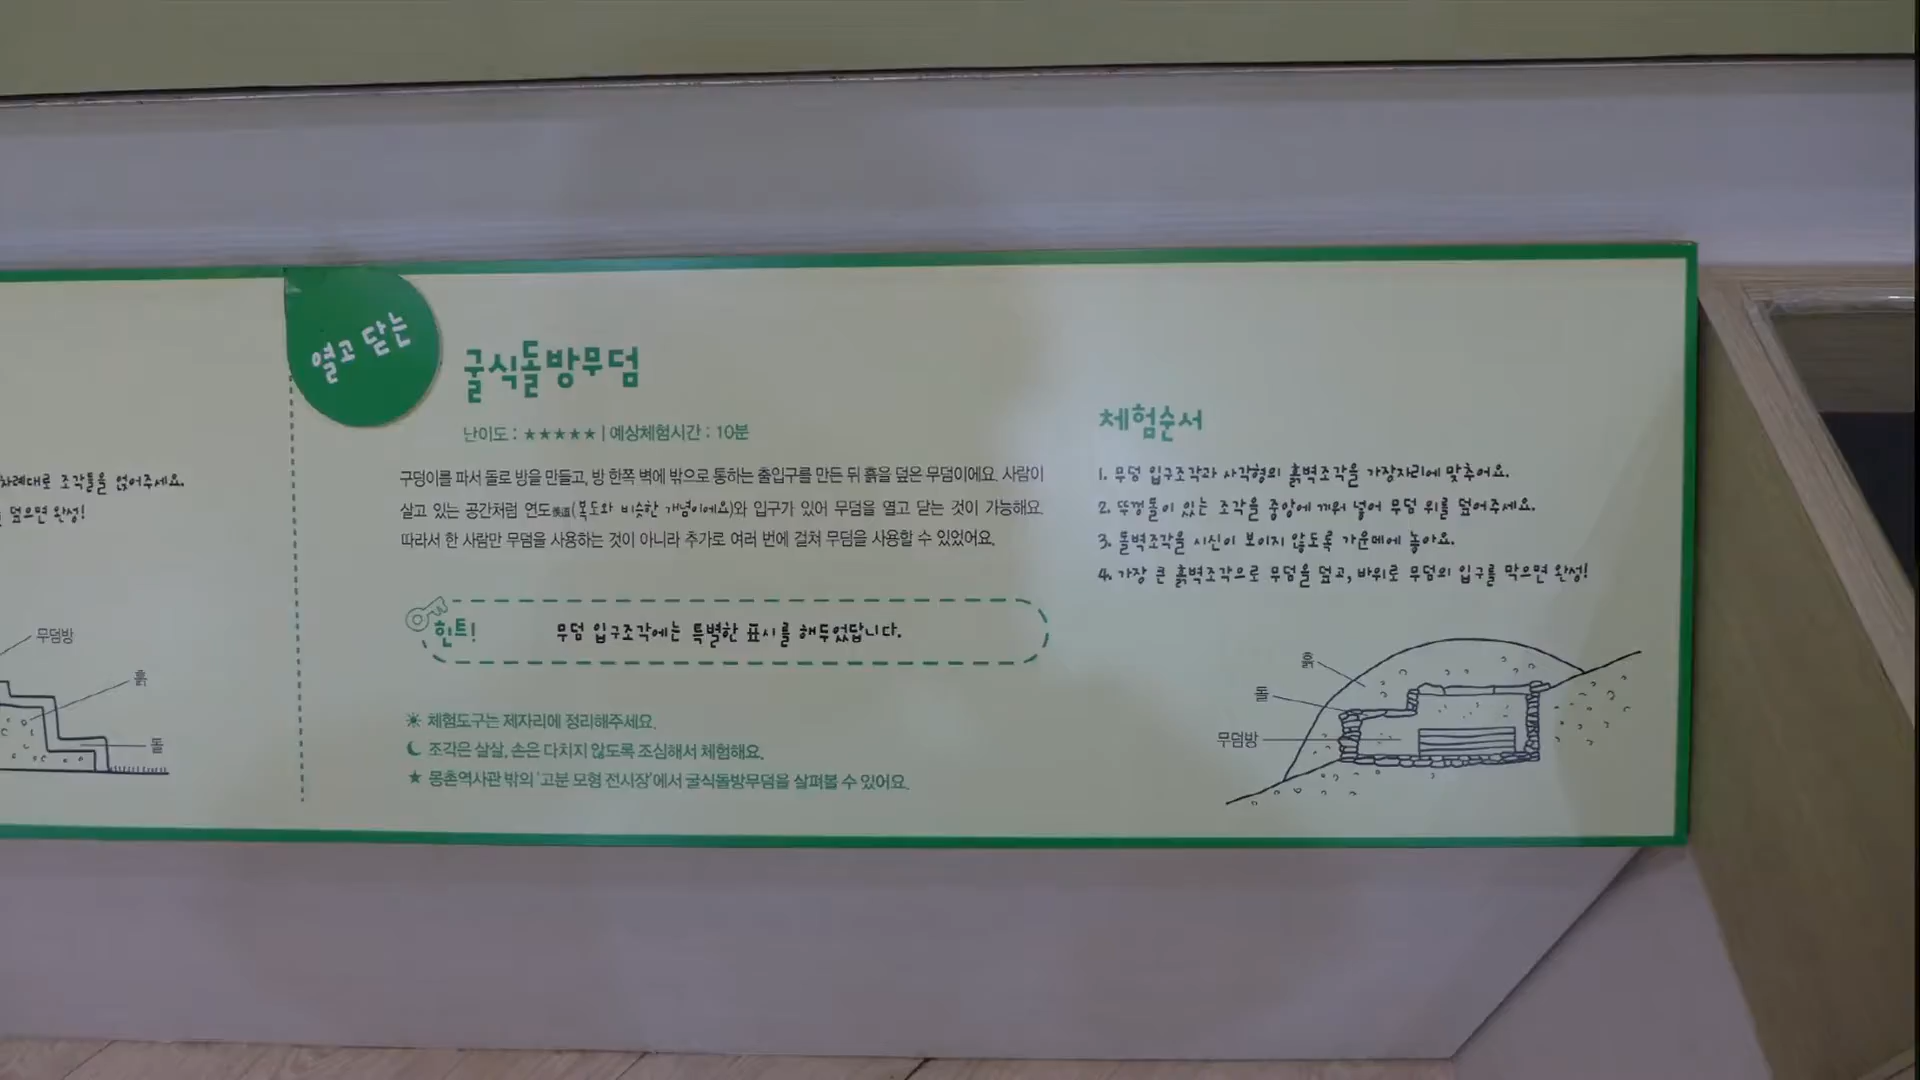 차례대로 조각들을 얹어주세요.
덮으면 완성!
무덤방
흙
돌
열고 닫는
굴식돌방무덤
난이도 : ★★★★★ | 예상체험시간 : 10분
구덩이를 파서 돌로 방을 만들고, 방 한쪽 벽에 밖으로 통하는 출입구를 만든 뒤 흙을 덮은 무덤이에요. 사람이
살고 있는 공간처럼 연도羨道(복도와 비슷한 개념이에요)와 입구가 있어 무덤을 열고 닫는 것이 가능해요.
따라서 한 사람만 무덤을 사용하는 것이 아니라 추가로 여러 번에 걸쳐 무덤을 사용할 수 있었어요.
힌트! 무덤 입구조각에는 특별한 표시를 해두었답니다.
☀ 체험도구는 제자리에 정리해주세요.
☾ 조각은 살살, 손은 다치지 않도록 조심해서 체험해요.
★ 몽촌역사관 밖의 '고분 모형 전시장'에서 굴식돌방무덤을 살펴볼 수 있어요.
체험순서
1. 무덤 입구조각과 사각형의 흙벽조각을 가장자리에 맞추어요.
2. 뚜껑돌이 있는 조각을 중앙에 끼워 넣어 무덤 위를 덮어주세요.
3. 돌벽조각을 시신이 보이지 않도록 가운데에 놓아요.
4. 가장 큰 흙벽조각으로 무덤을 덮고, 바위로 무덤의 입구를 막으면 완성!
흙
돌
무덤방